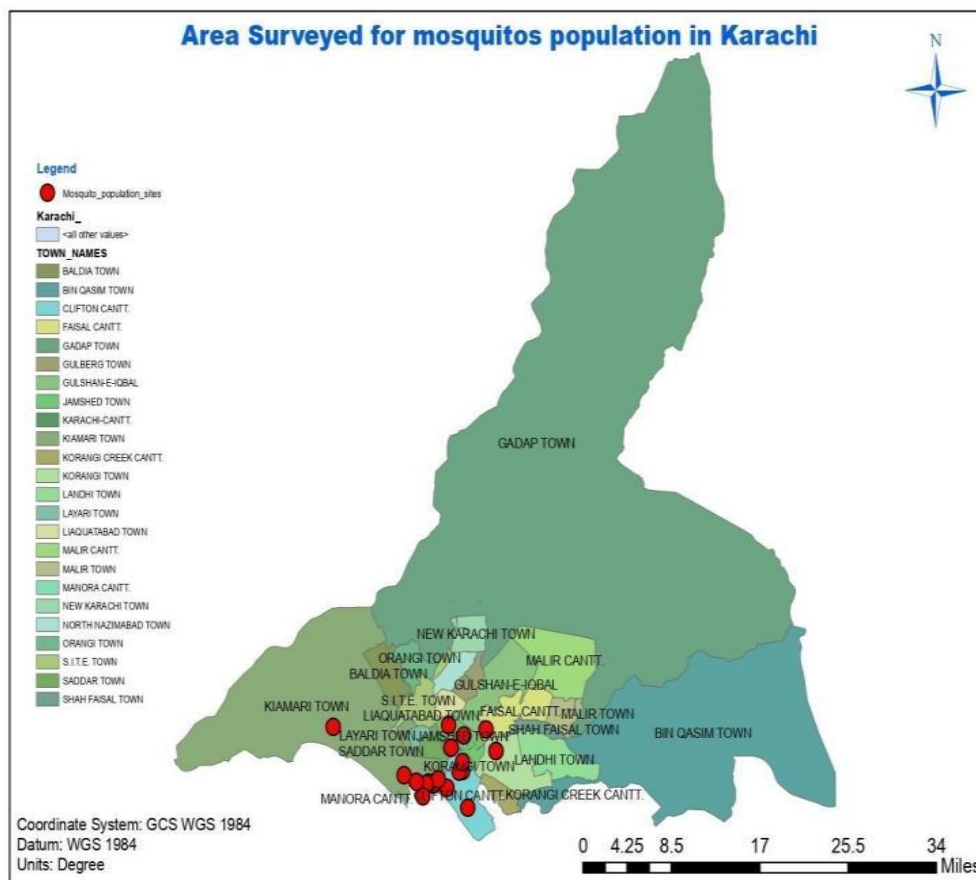 Area Surveyed for mosquitos population in Karachi
N
Legend
Mosquito_population_sites
Karachi_
<all other values>
TOWN_NAMES
BALDIA TOWN
BIN QASIM TOWN
CLIFTON CANTT.
FAISAL CANTT.
GADAP TOWN
GULBERG TOWN
GULSHAN-E-IQBAL
JAMSHED TOWN
KARACHI-CANTT.
KIAMARI TOWN
KORANGI CREEK CANTT.
KORANGI TOWN
LANDHI TOWN
LAYARI TOWN
LIAQUATABAD TOWN
MALIR CANTT.
MALIR TOWN
MANORA CANTT.
NEW KARACHI TOWN
NORTH NAZIMABAD TOWN
ORANGI TOWN
S.I.T.E. TOWN
SADDAR TOWN
SHAH FAISAL TOWN
GADAP TOWN
NEW KARACHI TOWN
ORANGI TOWN
MALIR CANTT.
BALDIA TOWN
GULSHAN-E-IQBAL
S.I.T.E. TOWN
KIAMARI TOWN
LIAQUATABAD TOWN
FAISAL CANTT.
MALIR TOWN
SHAH FAISAL TOWN
LAYARI TOWN
JAMSHED TOWN
BIN QASIM TOWN
SADDAR TOWN
LANDHI TOWN
KORANGI TOWN
MANORA CANTT.
CLIFTON CANTT.
KORANGI CREEK CANTT.
Coordinate System: GCS WGS 1984
Datum: WGS 1984
Units: Degree
0 4.25 8.5 17 25.5 34
Miles